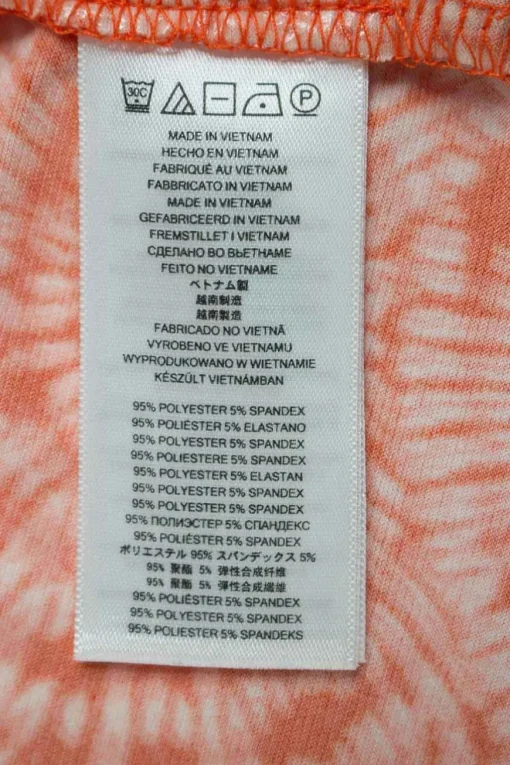 30C
P
MADE IN VIETNAM
HECHO EN VIETNAM
FABRIQUÉ AU VIETNAM
FABBRICATO IN VIETNAM
MADE IN VIETNAM
GEFABRICEERD IN VIETNAM
FREMSTILLET I VIETNAM
СДЕЛАНО ВО ВЬЕТНАМЕ
FEITO NO VIETNAME
ベトナム製
越南制造
越南製造
FABRICADO NO VIETNÃ
VYROBENO VE VIETNAMU
WYPRODUKOWANO W WIETNAMIE
KÉSZÜLT VIETNÁMBAN
95% POLYESTER 5% SPANDEX
95% POLIÉSTER 5% ELASTANO
95% POLYESTER 5% SPANDEX
95% POLIESTERE 5% SPANDEX
95% POLYESTER 5% ELASTAN
95% POLYESTER 5% SPANDEX
95% POLYESTER 5% SPANDEX
95% ПОЛИЭСТЕР 5% СПАНДЕКС
95% POLIÉSTER 5% SPANDEX
ポリエステル 95% スパンデックス 5%
95% 聚酯 5% 弹性合成纤维
95% 聚酯 5% 弹性合成纖維
95% POLIÉSTER 5% SPANDEX
95% POLYESTER 5% SPANDEX
95% POLIESTER 5% SPANDEKS